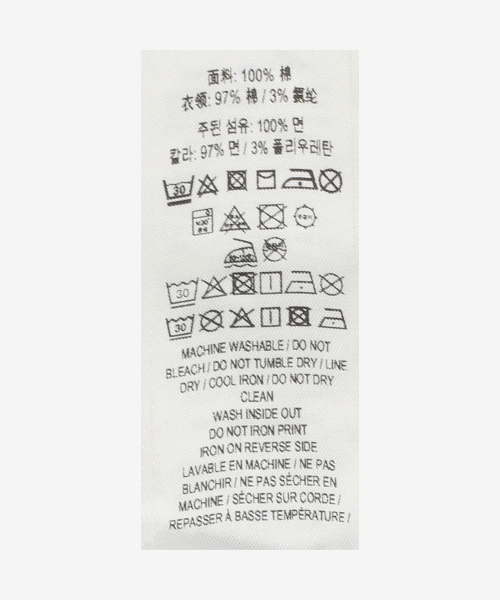 面料: 100% 棉
衣领: 97% 棉 / 3% 氨纶
주된 섬유: 100% 면
칼라: 97% 면 / 3% 폴리우레탄
30
30
30
MACHINE WASHABLE / DO NOT
BLEACH / DO NOT TUMBLE DRY / LINE
DRY / COOL IRON / DO NOT DRY
CLEAN
WASH INSIDE OUT
DO NOT IRON PRINT
IRON ON REVERSE SIDE
LAVABLE EN MACHINE / NE PAS
BLANCHIR / NE PAS SÉCHER EN
MACHINE / SÉCHER SUR CORDE /
REPASSER À BASSE TEMPÉRATURE /